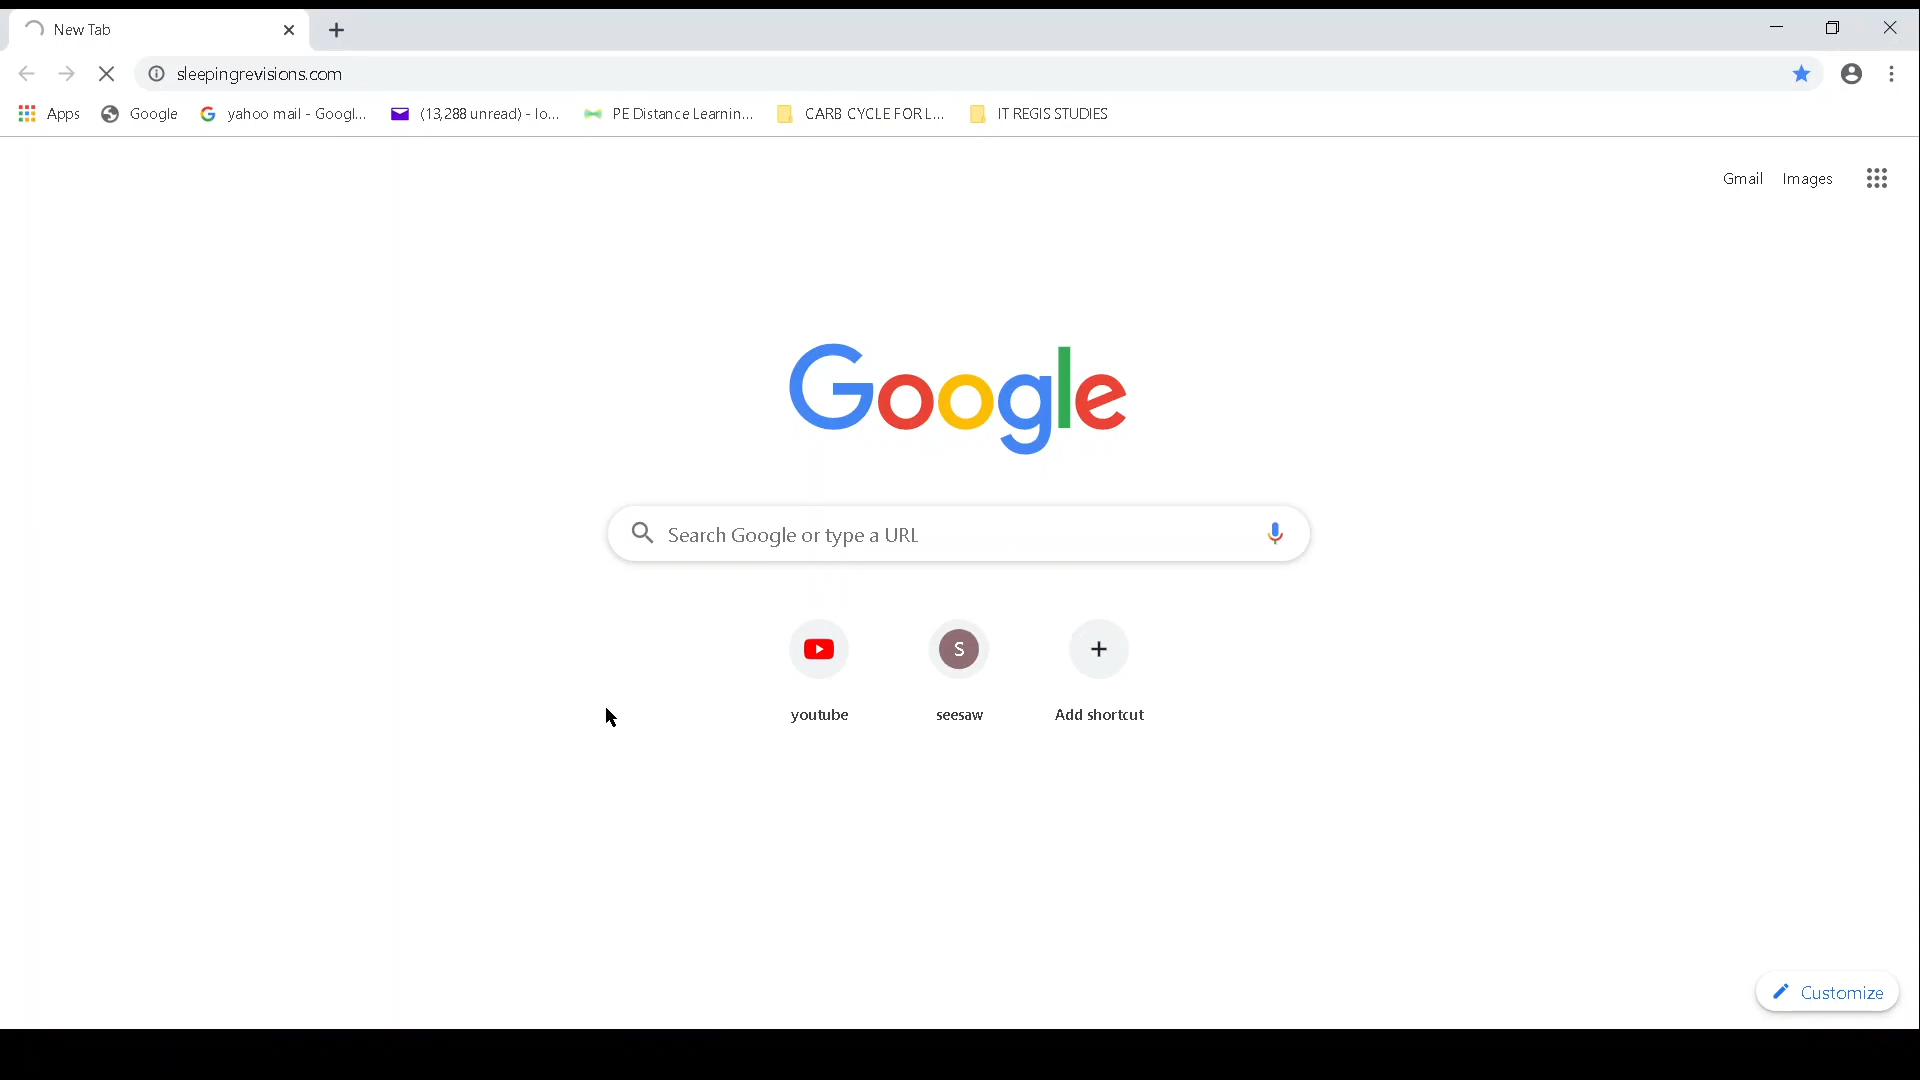 New Tab
sleepingrevisions.com
Apps Google yahoo mail - Googl... (13,288 unread) - lo... PE Distance Learnin... CARB CYCLE FOR L... IT REGIS STUDIES
Gmail Images
Google
Search Google or type a URL
S
youtube seesaw Add shortcut
Customize